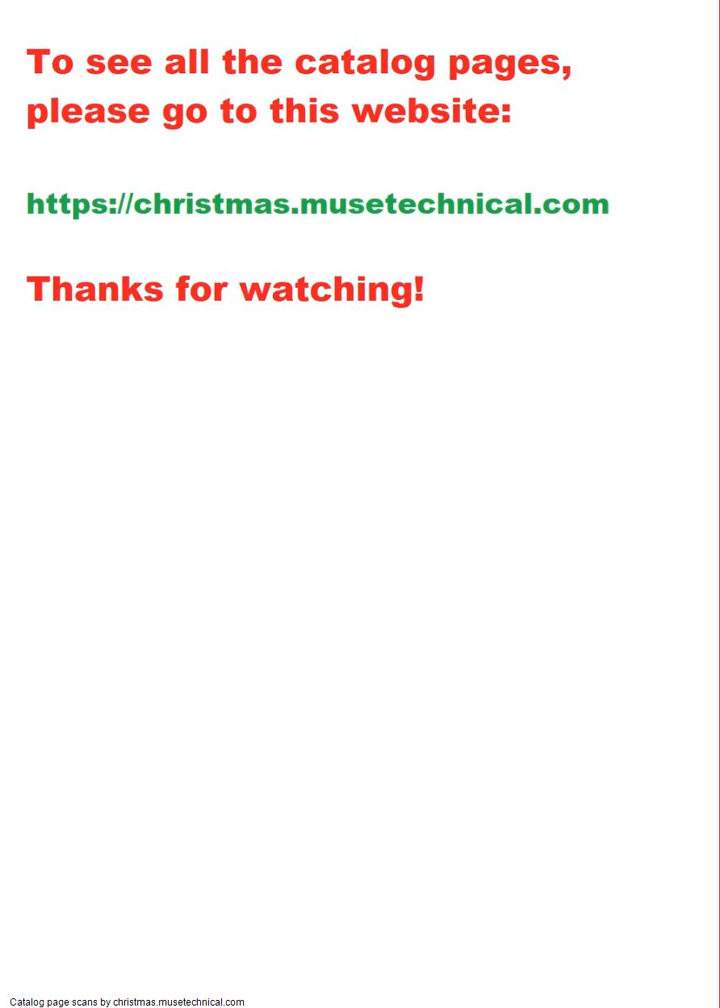 To see all the catalog pages,
please go to this website:
https://christmas.musetechnical.com
Thanks for watching!
Catalog page scans by christmas.musetechnical.com